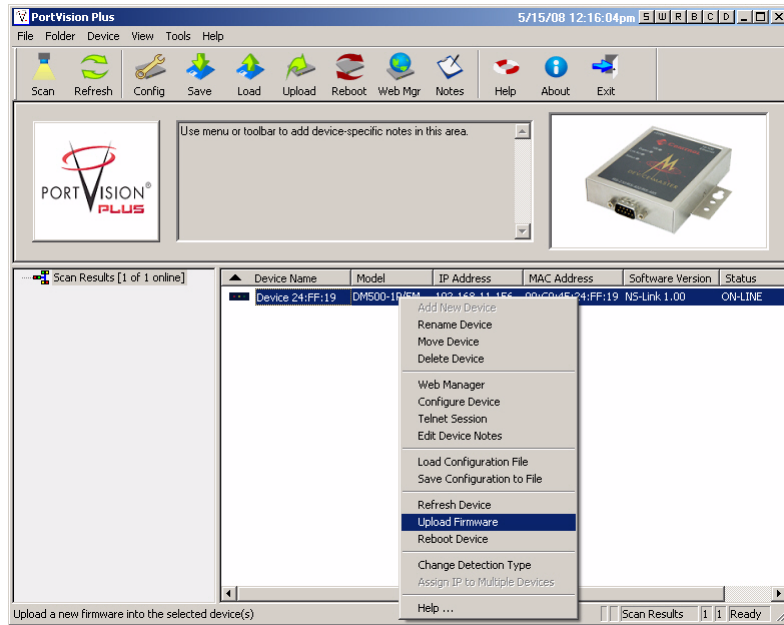 PortVision Plus 5/15/08 12:16:04pm S W R B C D
File Folder Device View Tools Help
Scan Refresh Config Save Load Upload Reboot Web Mgr Notes Help About Exit
PORTVISION®
PLUS
Use menu or toolbar to add device-specific notes in this area.
Comtrol
DEVICEMASTER
Scan Results [1 of 1 online]
Device Name Model IP Address MAC Address Software Version Status
Device 24:FF:19 NS-Link 1.00 ON-LINE
Add New Device
Rename Device
Move Device
Delete Device
Web Manager
Configure Device
Telnet Session
Edit Device Notes
Load Configuration File
Save Configuration to File
Refresh Device
Upload Firmware
Reboot Device
Change Detection Type
Assign IP to Multiple Devices
Help ...
Upload a new firmware into the selected device(s) Scan Results 1 1 Ready